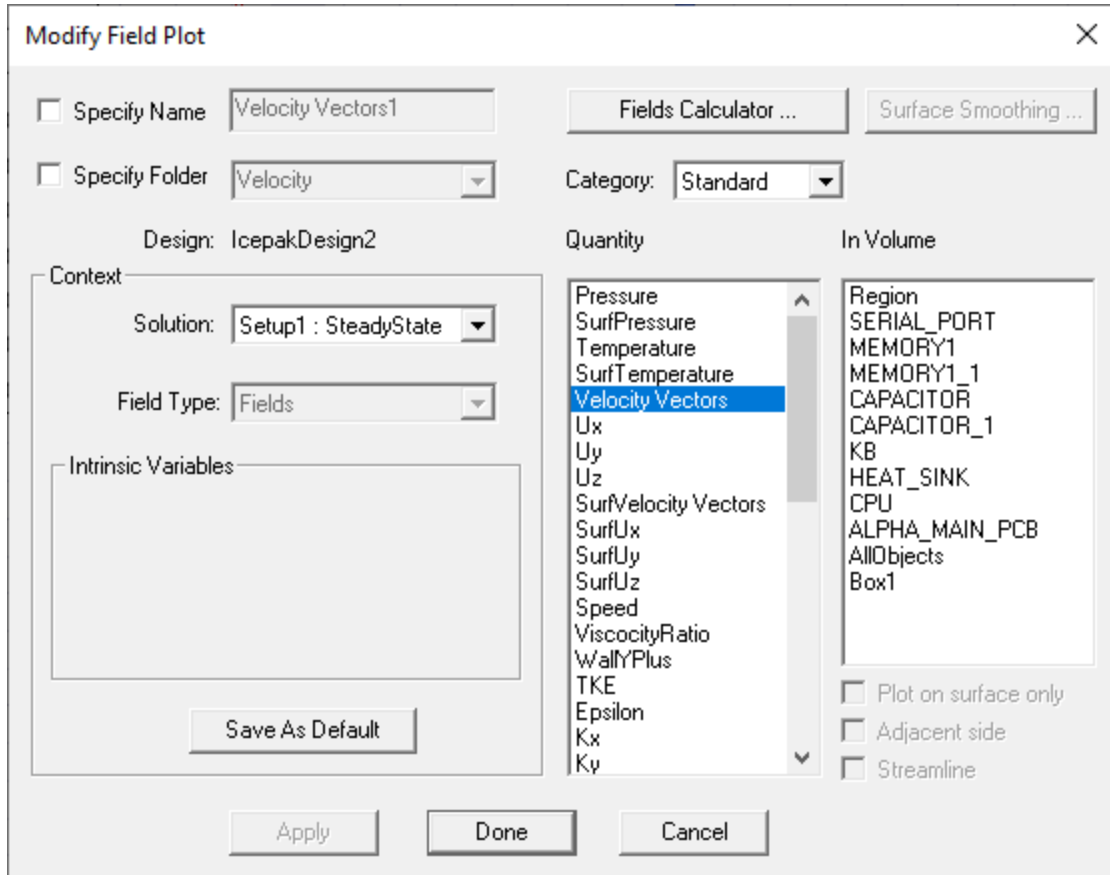 Modify Field Plot
Specify Name
Velocity Vectors1
Fields Calculator ...
Surface Smoothing ...
Specify Folder
Velocity
Category:
Standard
Design:
IcepakDesign2
Quantity
In Volume
Context
Solution:
Setup1 : SteadyState
Field Type:
Fields
Intrinsic Variables
Save As Default
Pressure
SurfPressure
Temperature
SurfTemperature
Velocity Vectors
Ux
Uy
Uz
SurfVelocity Vectors
SurfUx
SurfUy
SurfUz
Speed
ViscocityRatio
WallYPlus
TKE
Epsilon
Kx
Ky
Region
SERIAL_PORT
MEMORY1
MEMORY1_1
CAPACITOR
CAPACITOR_1
KB
HEAT_SINK
CPU
ALPHA_MAIN_PCB
AllObjects
Box1
Plot on surface only
Adjacent side
Streamline
Apply
Done
Cancel